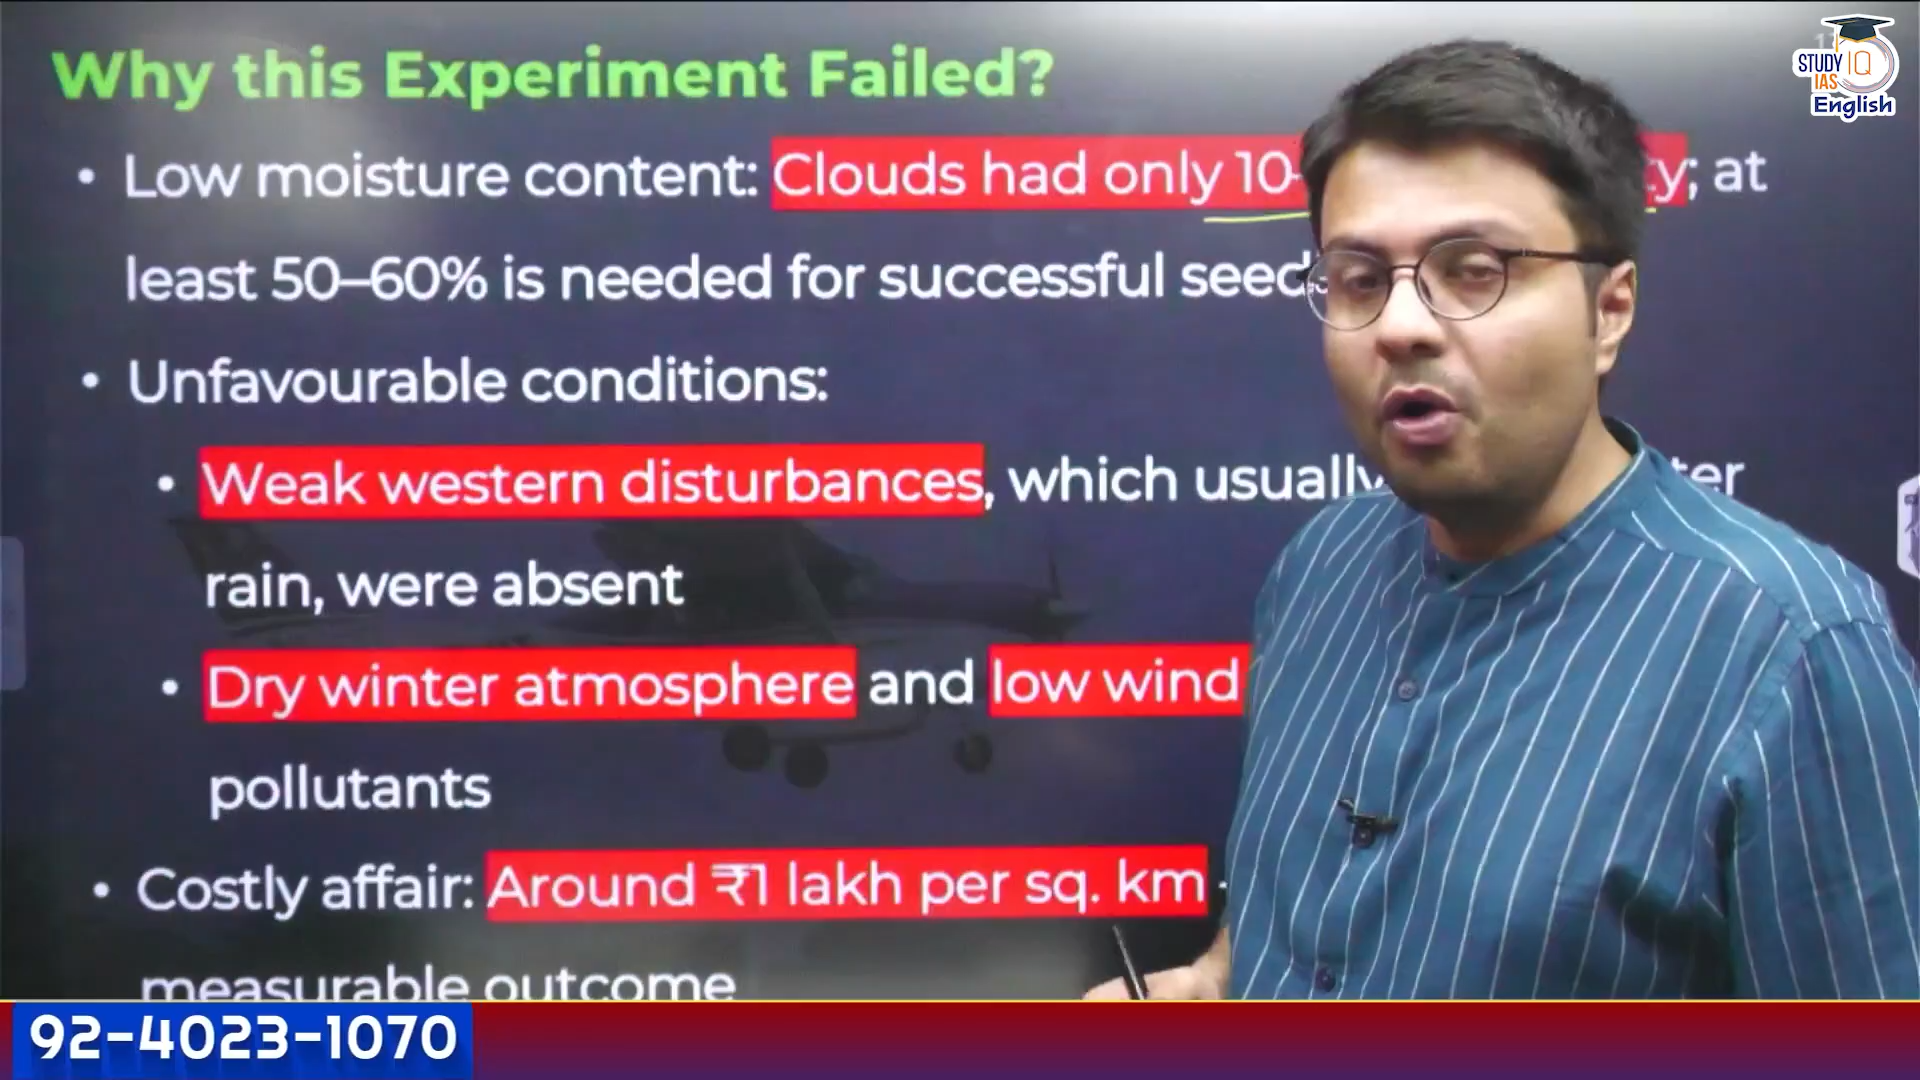 Why this Experiment Failed?
STUDY IQ
IAS
English
• Low moisture content: Clouds had only 10- ; at
least 50–60% is needed for successful
• Unfavourable conditions:
• Weak western disturbances, which usually
rain, were absent
• Dry winter atmosphere and low wind
pollutants
• Costly affair: Around ₹1 lakh per sq. km
measurable outcome
92-4023-1070